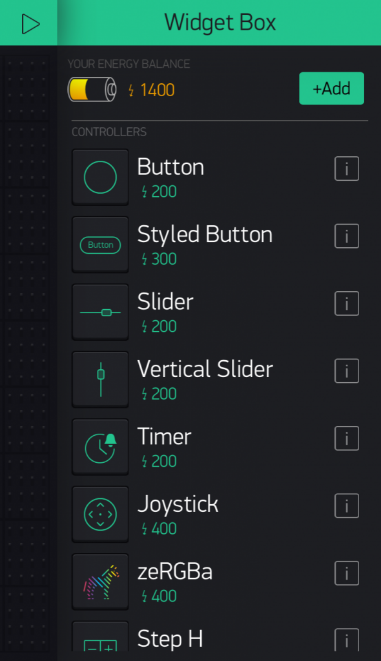 Widget Box
YOUR ENERGY BALANCE
1400
+Add
CONTROLLERS
Button
200
i
Button
Styled Button
300
i
Slider
200
i
Vertical Slider
200
i
Timer
200
i
Joystick
400
i
zeRGBa
400
i
Step H
i